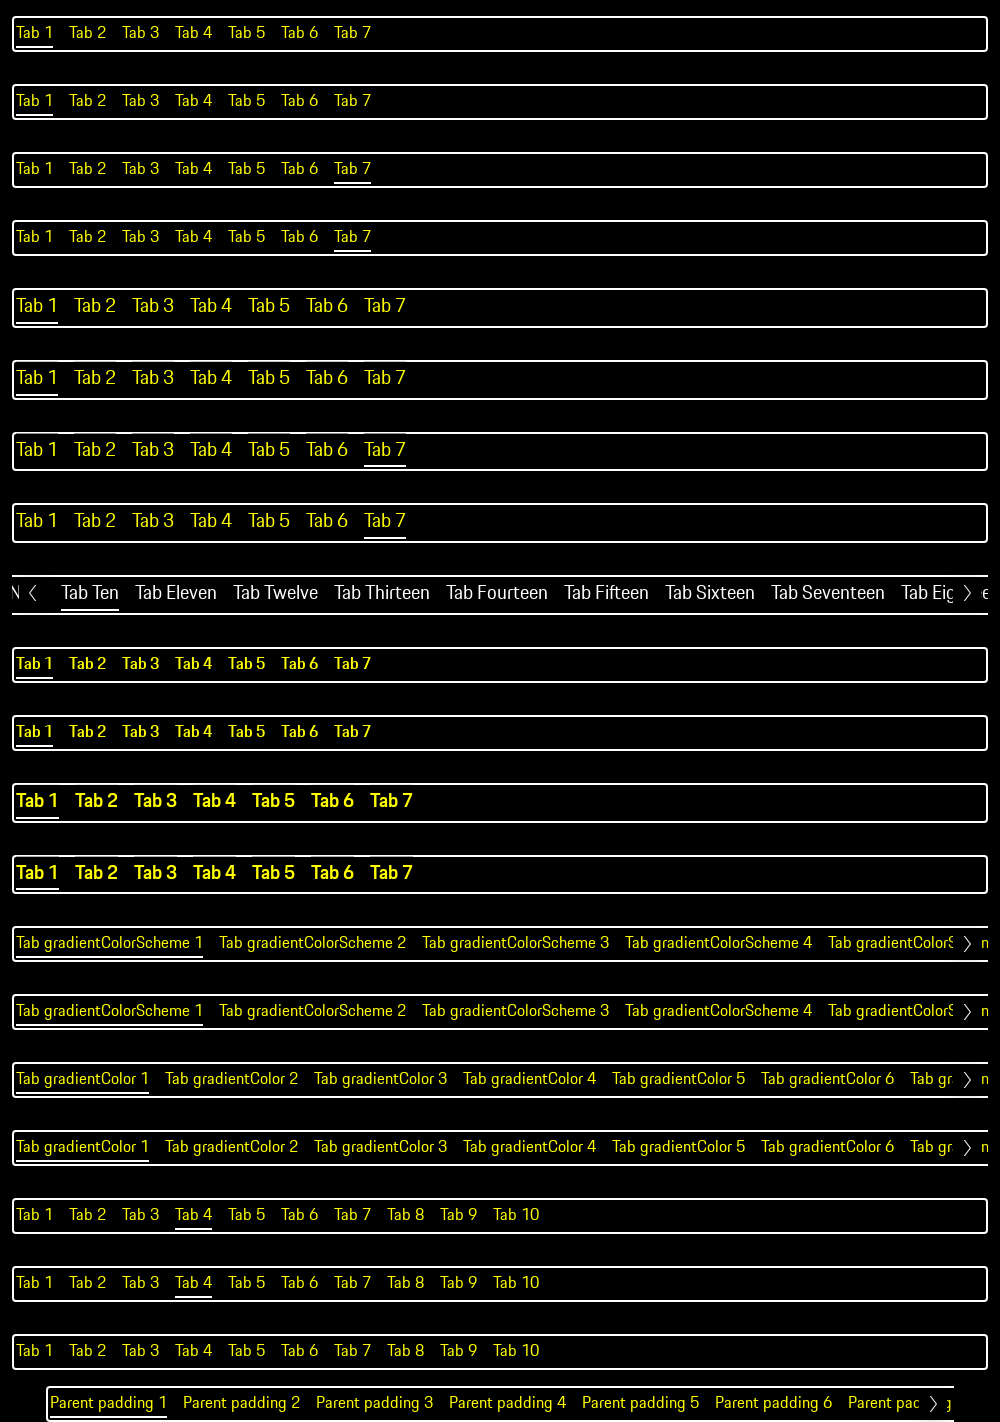 Tab 1 Tab 2 Tab 3 Tab 4 Tab 5 Tab 6 Tab 7
Tab 1 Tab 2 Tab 3 Tab 4 Tab 5 Tab 6 Tab 7
Tab 1 Tab 2 Tab 3 Tab 4 Tab 5 Tab 6 Tab 7
Tab 1 Tab 2 Tab 3 Tab 4 Tab 5 Tab 6 Tab 7
Tab 1 Tab 2 Tab 3 Tab 4 Tab 5 Tab 6 Tab 7
Tab 1 Tab 2 Tab 3 Tab 4 Tab 5 Tab 6 Tab 7
Tab 1 Tab 2 Tab 3 Tab 4 Tab 5 Tab 6 Tab 7
Tab 1 Tab 2 Tab 3 Tab 4 Tab 5 Tab 6 Tab 7
Tab Ten Tab Eleven Tab Twelve Tab Thirteen Tab Fourteen Tab Fifteen Tab Sixteen Tab Seventeen Tab
Tab 1 Tab 2 Tab 3 Tab 4 Tab 5 Tab 6 Tab 7
Tab 1 Tab 2 Tab 3 Tab 4 Tab 5 Tab 6 Tab 7
Tab 1 Tab 2 Tab 3 Tab 4 Tab 5 Tab 6 Tab 7
Tab 1 Tab 2 Tab 3 Tab 4 Tab 5 Tab 6 Tab 7
Tab gradientColorScheme 1 Tab gradientColorScheme 2 Tab gradientColorScheme 3 Tab gradientColorScheme 4 Tab
Tab gradientColorScheme 1 Tab gradientColorScheme 2 Tab gradientColorScheme 3 Tab gradientColorScheme 4 Tab
Tab gradientColor 1 Tab gradientColor 2 Tab gradientColor 3 Tab gradientColor 4 Tab gradientColor 5 Tab gradientColor 6 Tab
Tab gradientColor 1 Tab gradientColor 2 Tab gradientColor 3 Tab gradientColor 4 Tab gradientColor 5 Tab gradientColor 6 Tab
Tab 1 Tab 2 Tab 3 Tab 4 Tab 5 Tab 6 Tab 7 Tab 8 Tab 9 Tab 10
Tab 1 Tab 2 Tab 3 Tab 4 Tab 5 Tab 6 Tab 7 Tab 8 Tab 9 Tab 10
Tab 1 Tab 2 Tab 3 Tab 4 Tab 5 Tab 6 Tab 7 Tab 8 Tab 9 Tab 10
Parent padding 1 Parent padding 2 Parent padding 3 Parent padding 4 Parent padding 5 Parent padding 6 Parent